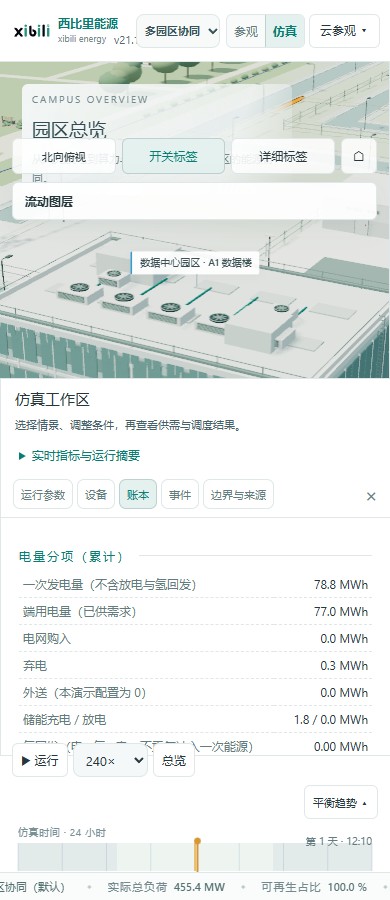 xibili 西比里能源
xibili energy v21.1
多园区协同
参观 仿真
云参观
CAMPUS OVERVIEW
园区总览
北向俯视 开关标签 详细标签
同。
流动图层
数据中心园区 · A1 数据楼
仿真工作区
选择情景、调整条件，再查看供需与调度结果。
实时指标与运行摘要
运行参数 设备 账本 事件 边界与来源 ×
电量分项（累计）
一次发电量（不含放电与氢回发） 78.8 MWh
端用电量（已供需求） 77.0 MWh
电网购入 0.0 MWh
弃电 0.3 MWh
外送（本演示配置为 0） 0.0 MWh
储能充电 / 放电 1.8 / 0.0 MWh
入一次能源） 0.00 MWh
运行 240× 总览
平衡趋势
仿真时间 · 24 小时 第 1 天 · 12:10
区协同（默认） • 实际总负荷 455.4 MW • 可再生占比 100.0 % •